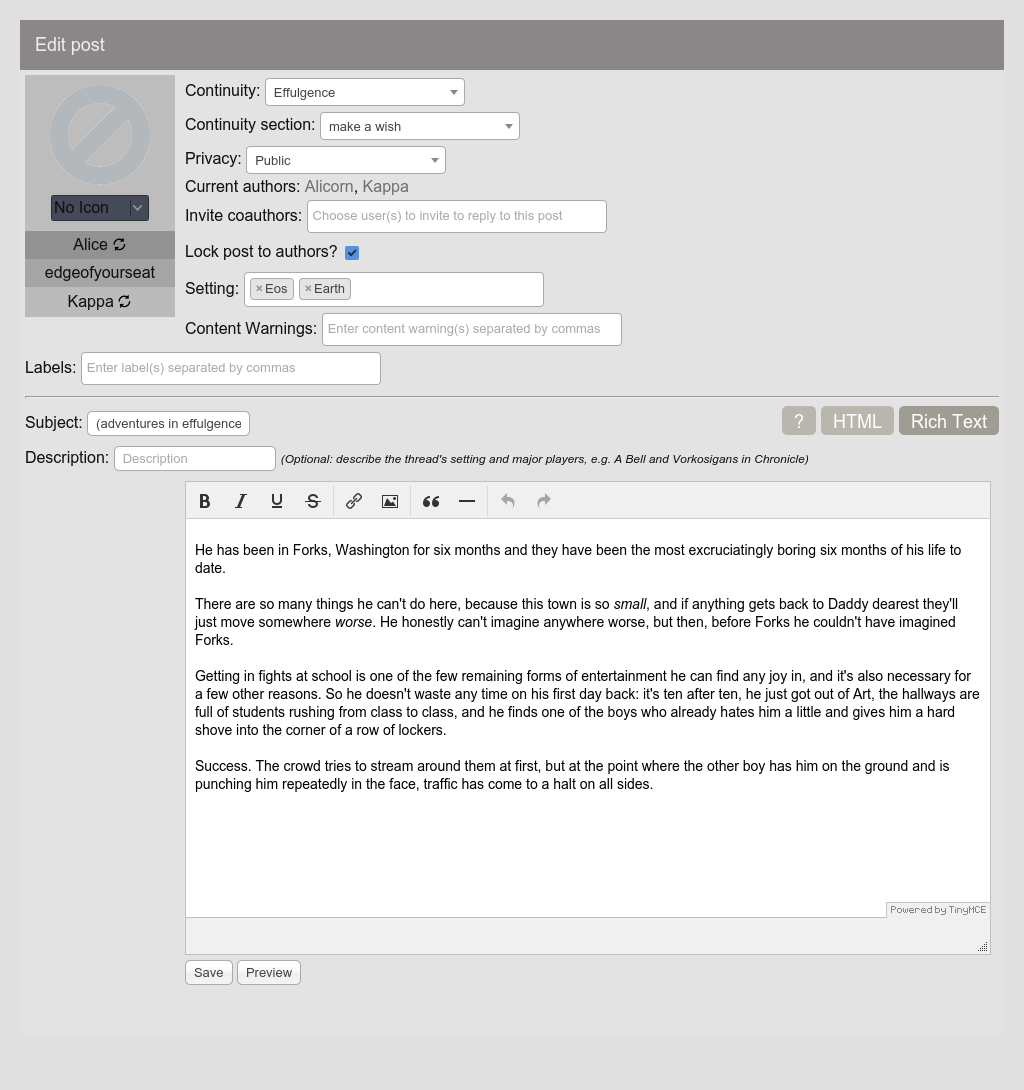 Edit post
No Icon
Alice
edgeofyourseat
Kappa
Continuity: Effulgence
Continuity section: make a wish
Privacy: Public
Current authors: Alicorn, Kappa
Invite coauthors: Choose user(s) to invite to reply to this post
Lock post to authors?
Setting: ×Eos ×Earth
Content Warnings: Enter content warning(s) separated by commas
Labels: Enter label(s) separated by commas
Subject: (adventures in effulgence
? HTML Rich Text
Description: Description (Optional: describe the thread's setting and major players, e.g. A Bell and Vorkosigans in Chronicle)
B I U S
He has been in Forks, Washington for six months and they have been the most excruciatingly boring six months of his life to
date.
There are so many things he can't do here, because this town is so small, and if anything gets back to Daddy dearest they'll
just move somewhere worse. He honestly can't imagine anywhere worse, but then, before Forks he couldn't have imagined
Forks.
Getting in fights at school is one of the few remaining forms of entertainment he can find any joy in, and it's also necessary for
a few other reasons. So he doesn't waste any time on his first day back: it's ten after ten, he just got out of Art, the hallways are
full of students rushing from class to class, and he finds one of the boys who already hates him a little and gives him a hard
shove into the corner of a row of lockers.
Success. The crowd tries to stream around them at first, but at the point where the other boy has him on the ground and is
punching him repeatedly in the face, traffic has come to a halt on all sides.
Powered by TinyMCE
Save Preview